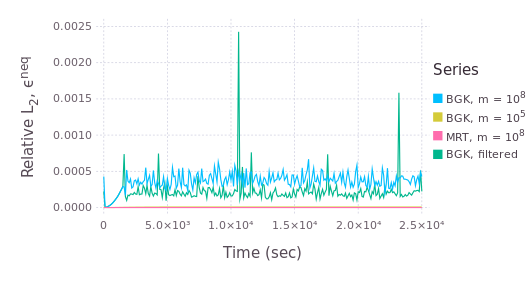 0.0025
0.0020
0.0015
0.0010
0.0005
0.0000
Relative L₂, ϵⁿᵉᑫ
0 5.0×10³ 1.0×10⁴ 1.5×10⁴ 2.0×10⁴ 2.5×10⁴
Time (sec)
Series
BGK, m = 10⁸
BGK, m = 10⁵
MRT, m = 10⁸
BGK, filtered